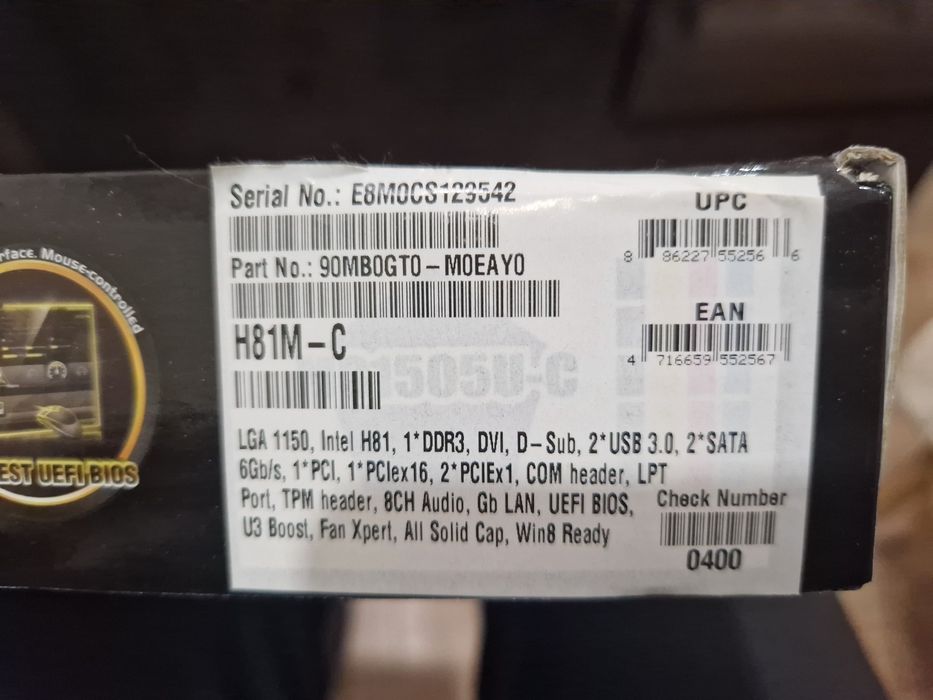 Serial No.: E8M0CS129542
UPC
8 86227 55256 6
Part No.: 90MB0GT0-M0EAY0
EAN
4 716659 552567
H81M-C
LGA 1150, Intel H81, 1*DDR3, DVI, D-Sub, 2*USB 3.0, 2*SATA
6Gb/s, 1*PCI, 1*PCIex16, 2*PCIEx1, COM header, LPT
Port, TPM header, 8CH Audio, Gb LAN, UEFI BIOS,
U3 Boost, Fan Xpert, All Solid Cap, Win8 Ready
Check Number
0400
Mouse-controlled
UEFI BIOS